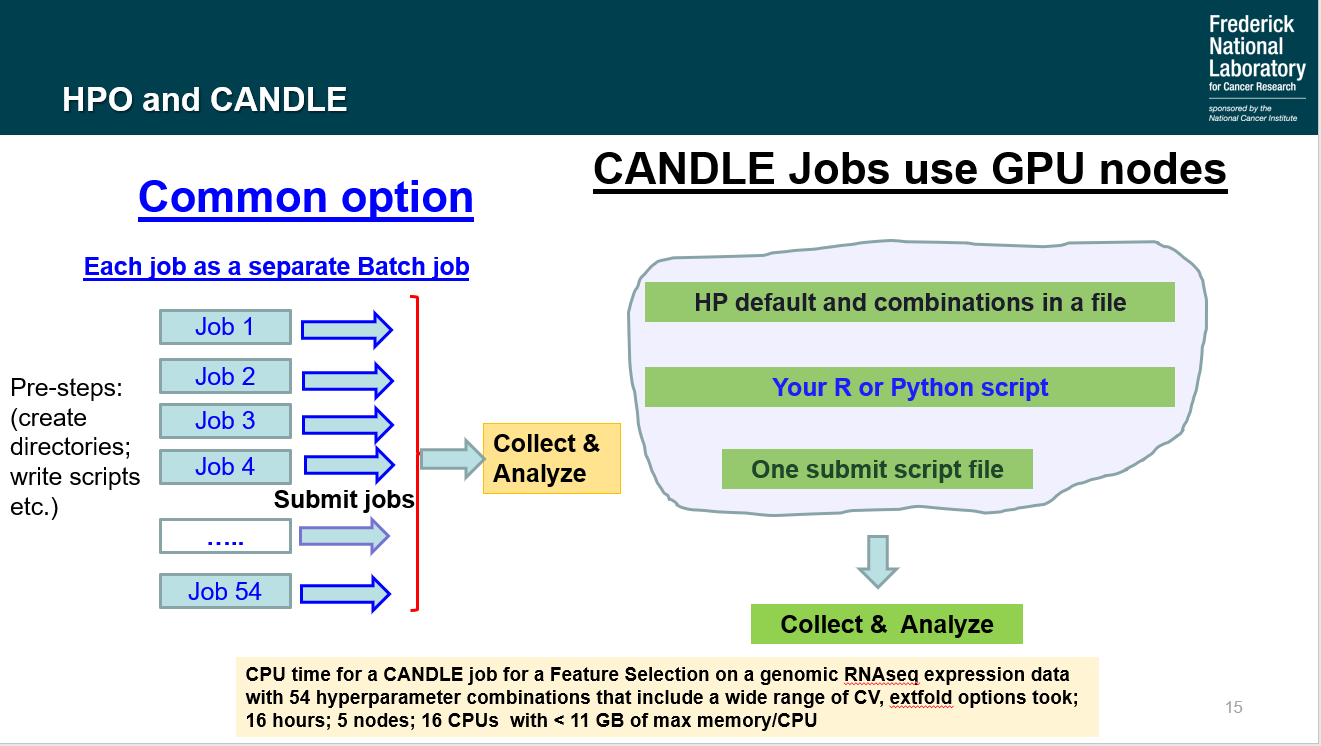 Frederick
National
Laboratory
for Cancer Research
sponsored by the
National Cancer Institute
HPO and CANDLE
Common option
Each job as a separate Batch job
Pre-steps:
(create
directories;
write scripts
etc.)
Job 1
Job 2
Job 3
Job 4
Submit jobs
…..
Job 54
Collect &
Analyze
CANDLE Jobs use GPU nodes
HP default and combinations in a file
Your R or Python script
One submit script file
Collect &  Analyze
CPU time for a CANDLE job for a Feature Selection on a genomic RNAseq expression data
with 54 hyperparameter combinations that include a wide range of CV, extfold options took;
16 hours; 5 nodes; 16 CPUs  with < 11 GB of max memory/CPU
15